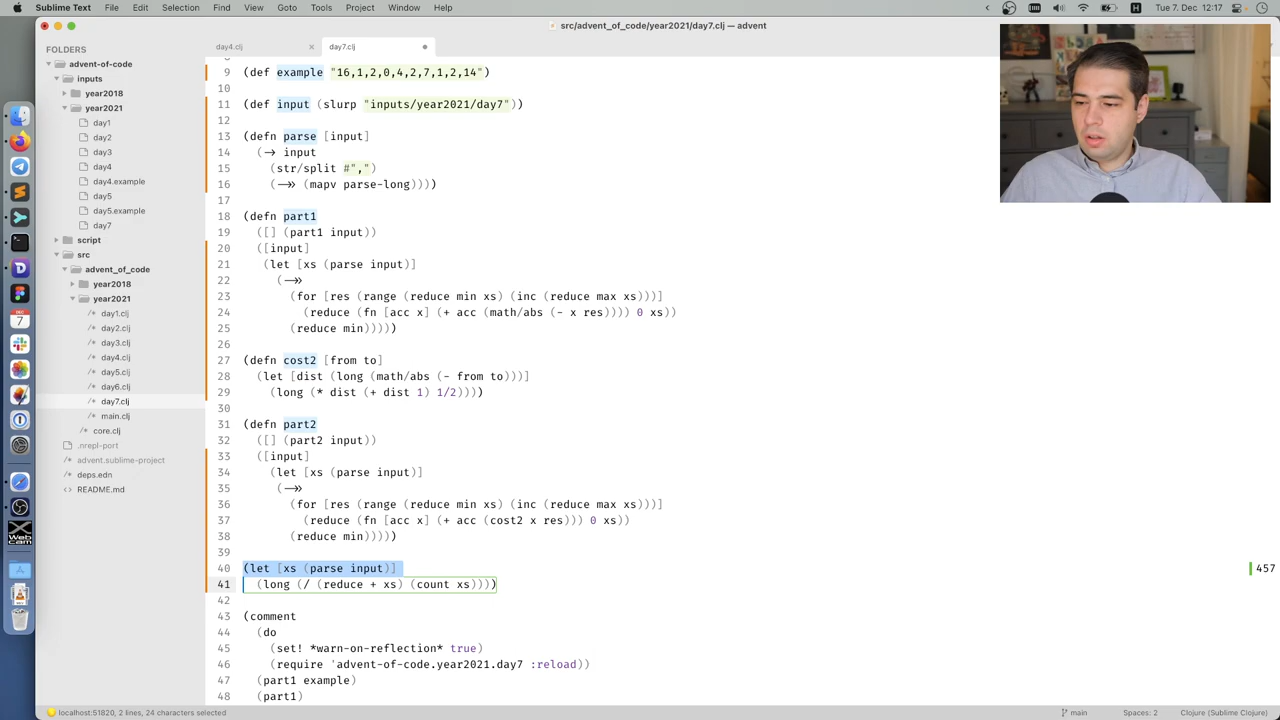 Sublime Text File Edit Selection Find View Goto Tools Project Window Help
Tue 7. Dec 12:17
src/advent_of_code/year2021/day7.clj — advent
FOLDERS
advent-of-code
inputs
year2018
year2021
day1
day2
day3
day4
day4.example
day5
day5.example
day7
script
src
advent_of_code
year2018
year2021
/* day1.clj
/* day2.clj
/* day3.clj
/* day4.clj
/* day5.clj
/* day6.clj
/* day7.clj
/* main.clj
/* core.clj
.nrepl-port
/* advent.sublime-project
/* deps.edn
README.md
day4.clj
day7.clj
9 (def example "16,1,2,0,4,2,7,1,2,14")
10
11 (def input (slurp "inputs/year2021/day7"))
12
13 (defn parse [input]
14 (-> input
15 (str/split #",")
16 (->> (mapv parse-long))))
17
18 (defn part1
19 ([] (part1 input))
20 ([input]
21 (let [xs (parse input)]
22 (->>
23 (for [res (range (reduce min xs) (inc (reduce max xs)))]
24 (reduce (fn [acc x] (+ acc (math/abs (- x res)))) 0 xs))
25 (reduce min)))))
26
27 (defn cost2 [from to]
28 (let [dist (long (math/abs (- from to)))]
29 (long (* dist (+ dist 1) 1/2))))
30
31 (defn part2
32 ([] (part2 input))
33 ([input]
34 (let [xs (parse input)]
35 (->>
36 (for [res (range (reduce min xs) (inc (reduce max xs)))]
37 (reduce (fn [acc x] (+ acc (cost2 x res))) 0 xs))
38 (reduce min)))))
39
40 (let [xs (parse input)]
457
41 (long (/ (reduce + xs) (count xs))))
42
43 (comment
44 (do
45 (set! *warn-on-reflection* true)
46 (require 'advent-of-code.year2021.day7 :reload))
47 (part1 example)
48 (part1)
DEC
7
Web
Cam
localhost:51820, 2 lines, 24 characters selected
main
Spaces: 2
Clojure (Sublime Clojure)